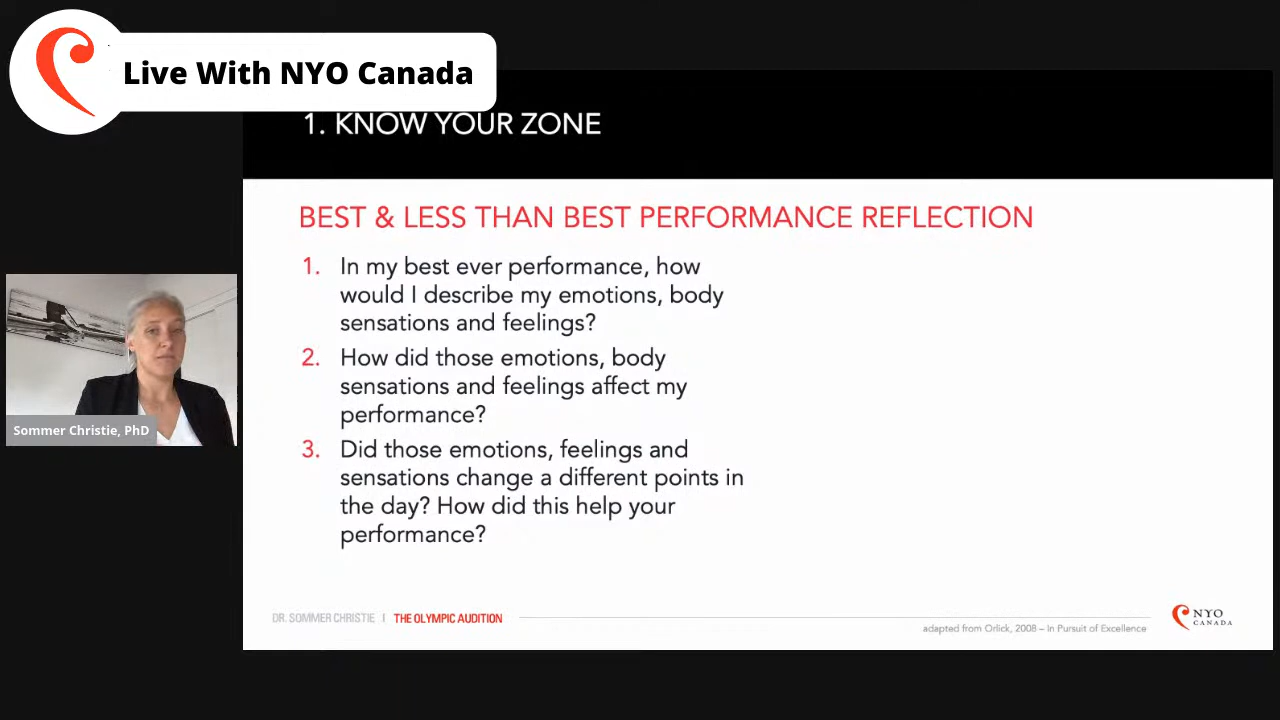 Live With NYO Canada
1. KNOW YOUR ZONE
BEST & LESS THAN BEST PERFORMANCE REFLECTION
1. In my best ever performance, how
would I describe my emotions, body
sensations and feelings?
2. How did those emotions, body
sensations and feelings affect my
performance?
3. Did those emotions, feelings and
sensations change a different points in
the day? How did this help your
performance?
Sommer Christie, PhD
DR. SOMMER CHRISTIE | THE OLYMPIC AUDITION
adapted from Orlick, 2008 – In Pursuit of Excellence
NYO
CANADA